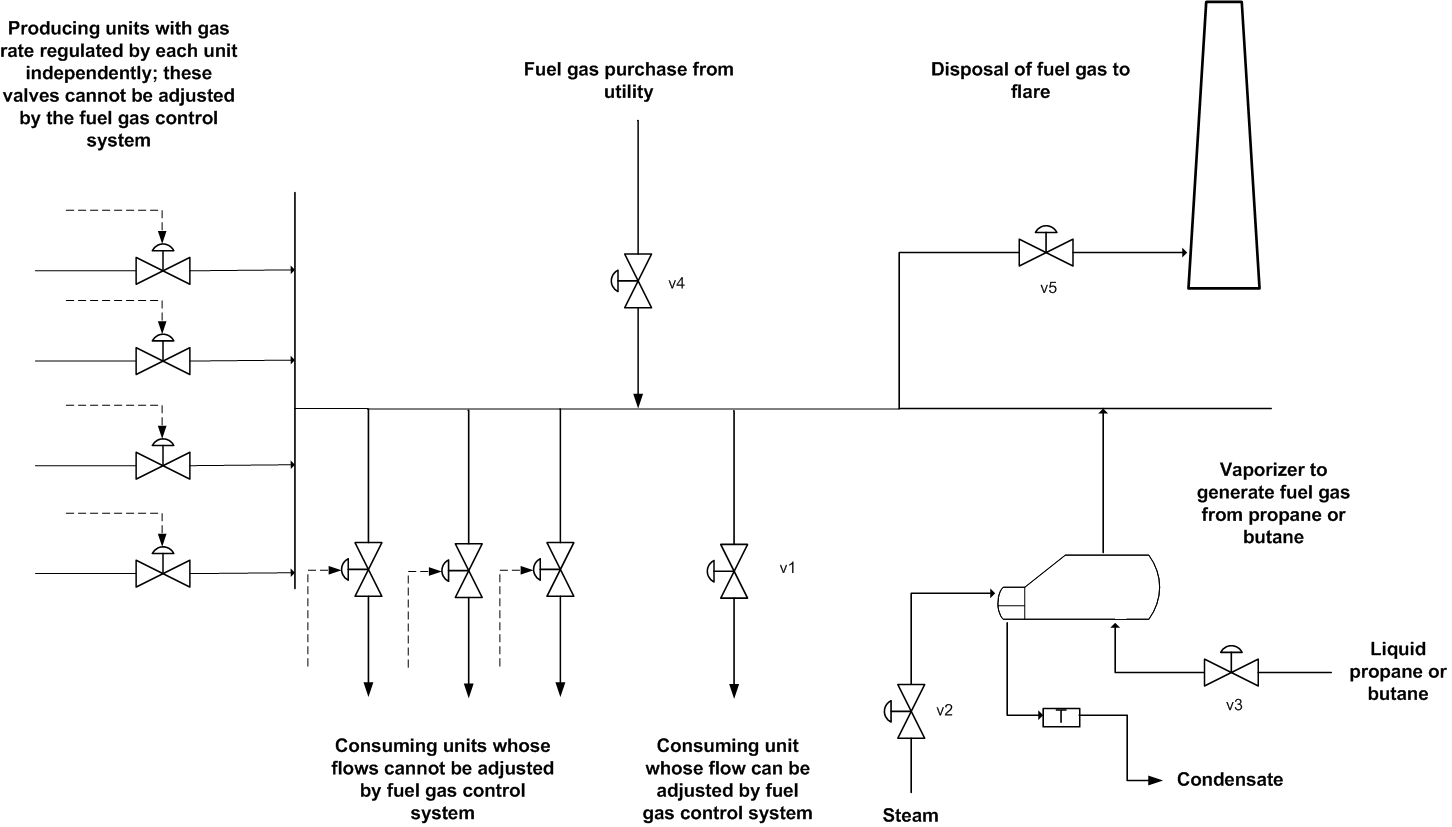 Producing units with gas
rate regulated by each unit
independently; these
valves cannot be adjusted
by the fuel gas control
system
Fuel gas purchase from
utility
Disposal of fuel gas to
flare
v4
v5
Vaporizer to
generate fuel gas
from propane or
butane
v1
Liquid
propane or
butane
v3
v2
T
Consuming units whose
flows cannot be adjusted
by fuel gas control
system
Consuming unit
whose flow can be
adjusted by fuel
gas control system
Condensate
Steam